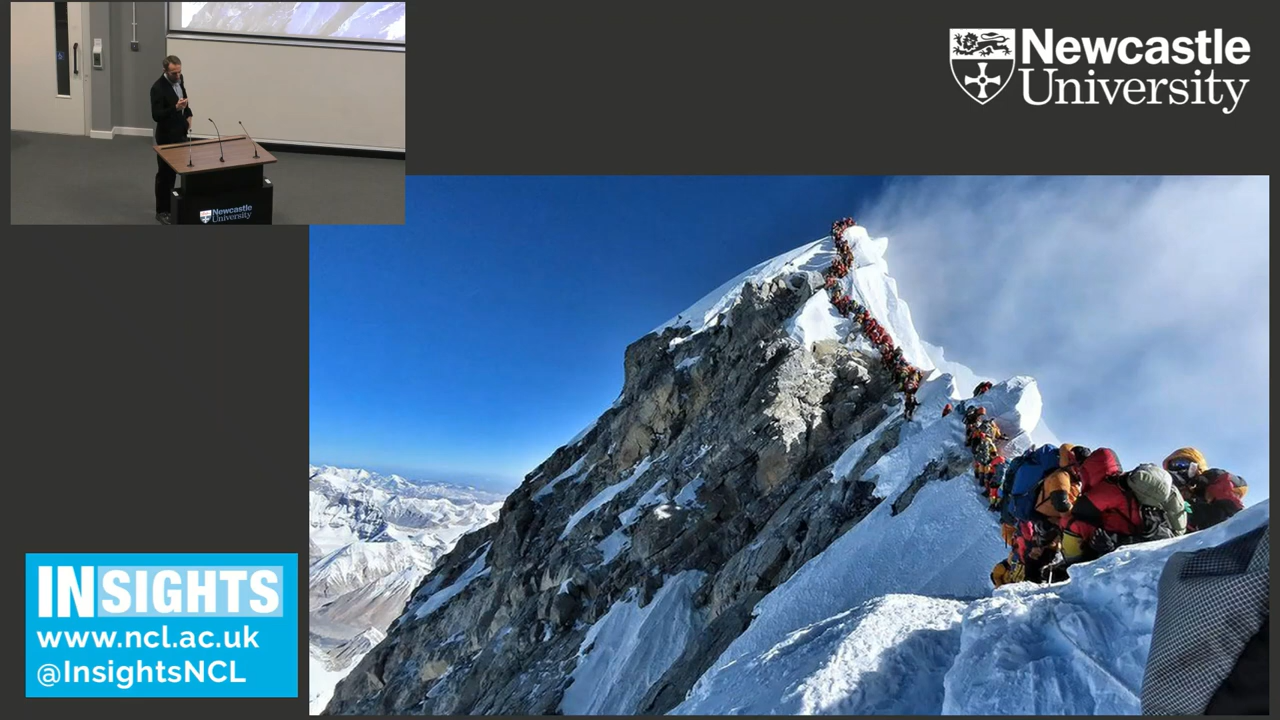 Newcastle
University
Newcastle
University
INSIGHTS
www.ncl.ac.uk
@InsightsNCL